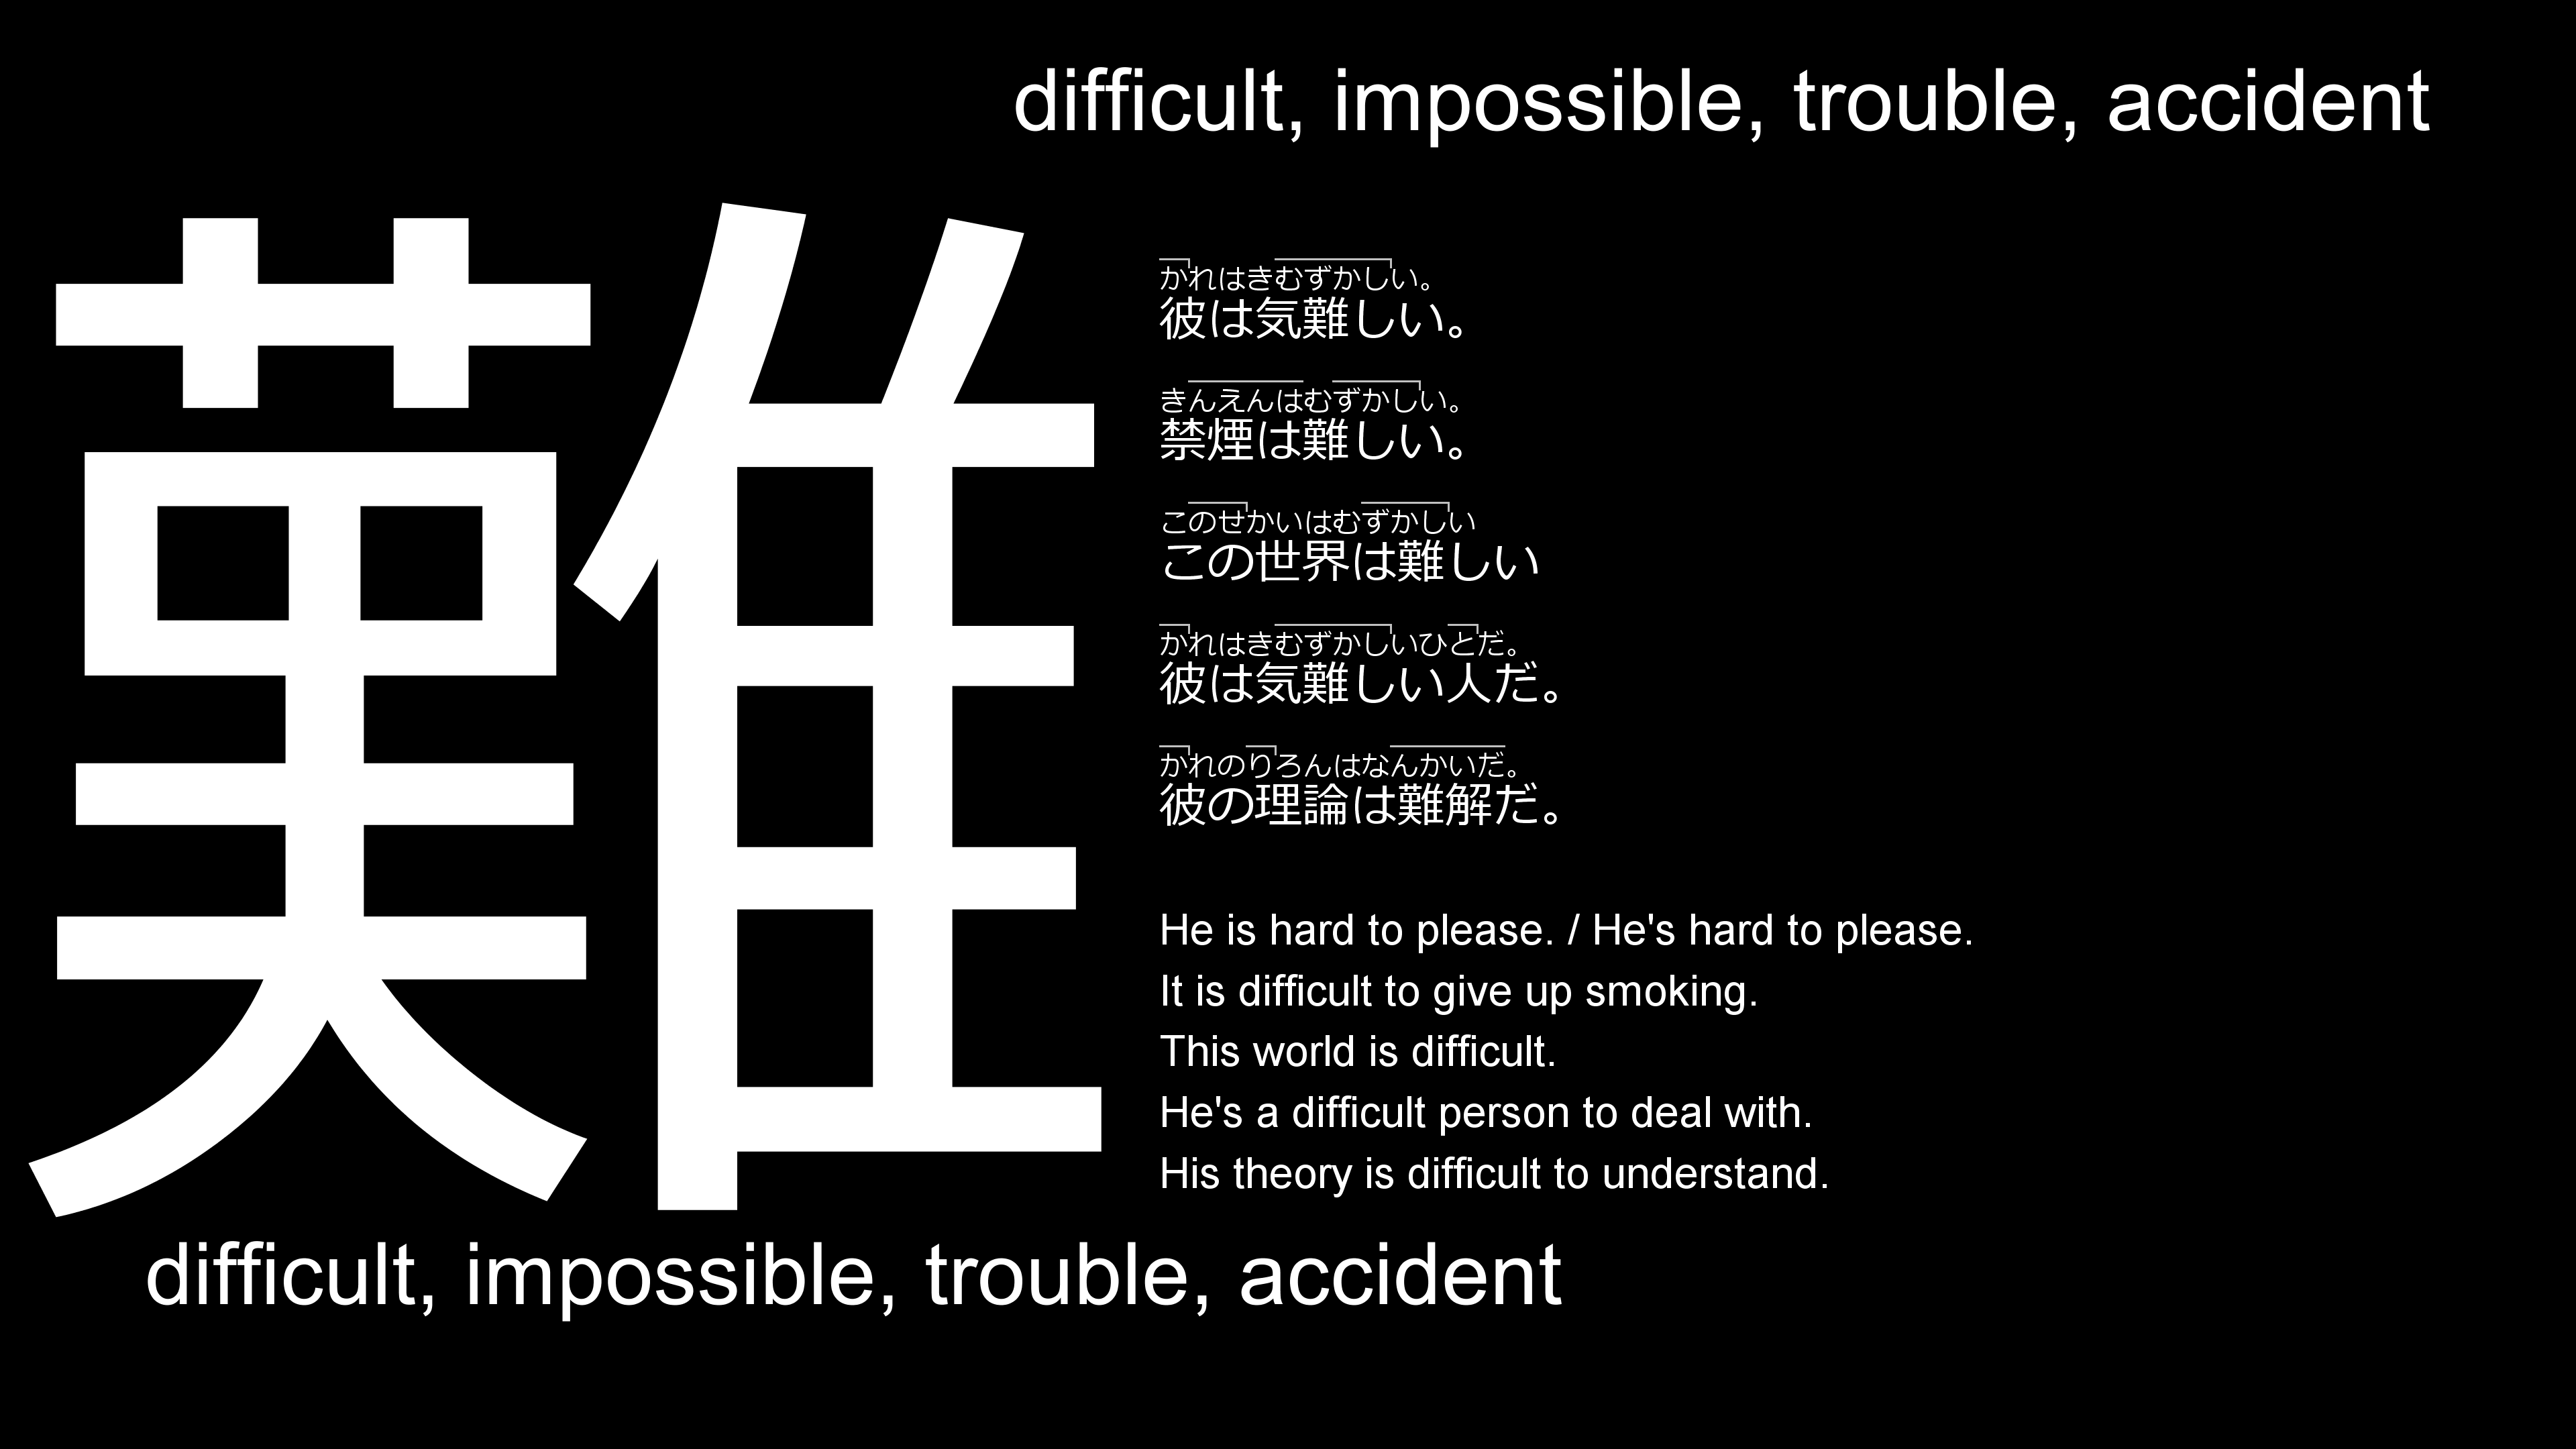 difficult, impossible, trouble, accident
難
かれはきむずかしい。
彼は気難しい。
きんえんはむずかしい。
禁煙は難しい。
このせかいはむずかしい
この世界は難しい
かれはきむずかしいひとだ。
彼は気難しい人だ。
かれのりろんはなんかいだ。
彼の理論は難解だ。
He is hard to please. / He's hard to please.
It is difficult to give up smoking.
This world is difficult.
He's a difficult person to deal with.
His theory is difficult to understand.
difficult, impossible, trouble, accident